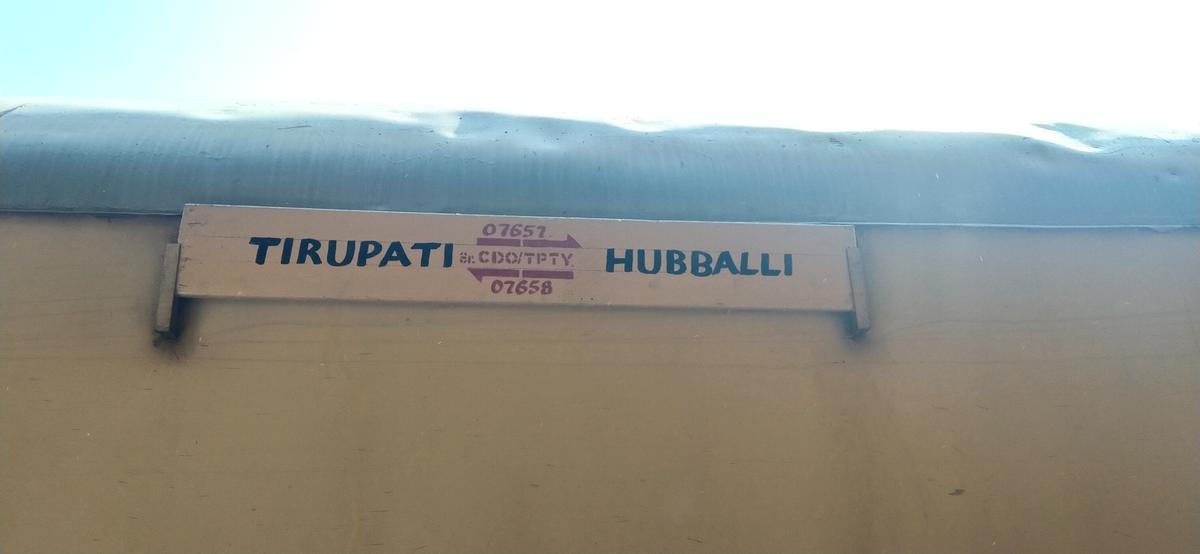 07657
TIRUPATI Sr. CDO/TPTY. HUBBALLI
07658